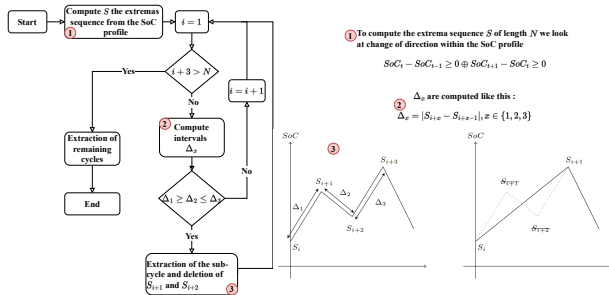 Start
Compute S the extremas
sequence from the SoC
profile
1
i = 1
i + 3 > N
Yes
No
i = i + 1
2
Compute
intervals
Δx
No
Δ1 ≥ Δ2 ≤ Δ3
Yes
Extraction of
remaining
cycles
End
Extraction of the sub-
cycle and deletion of
Si+1 and Si+2
3
1
To compute the extrema sequence S of length N we look
at change of direction within the SoC profile
SoCt − SoCt−1 ≥ 0 ⊕ SoCt+1 − SoCt ≥ 0
2
Δx are computed like this :
Δx = |Si+x − Si+x−1|, x ∈ {1, 2, 3}
3
SoC
Si+3
Si+1
Δ2
Δ1
Δ3
Si+2
Si
SoC
Si+1
Si+1
Si+2
Si